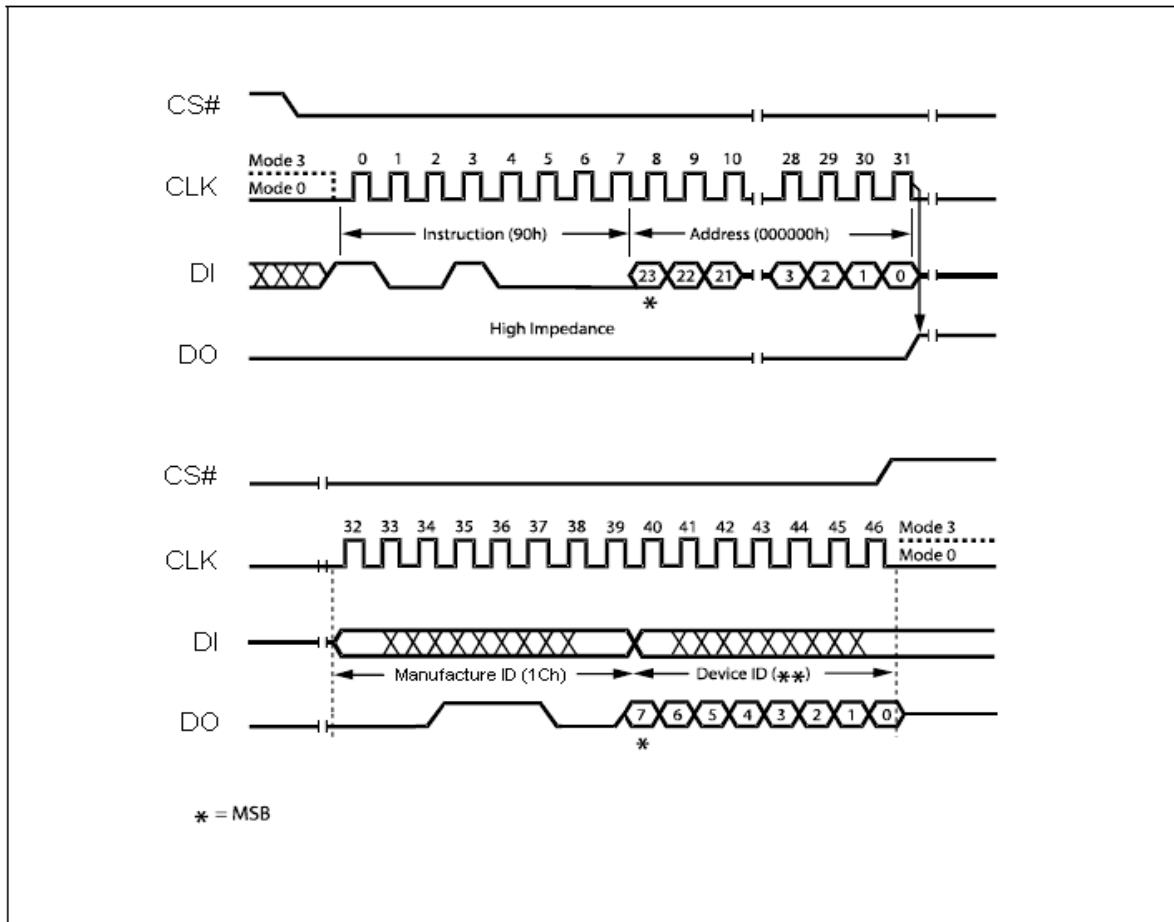 CS#
Mode 3
0 1 2 3 4 5 6 7 8 9 10 28 29 30 31
CLK
Mode 0
Instruction (90h)
Address (000000h)
DI
23 22 21 3 2 1 0
*
High Impedance
DO
CS#
32 33 34 35 36 37 38 39 40 41 42 43 44 45 46
Mode 3
CLK
Mode 0
DI
Manufacture ID (1Ch)
Device ID (**)
DO
7 6 5 4 3 2 1 0
*
* = MSB